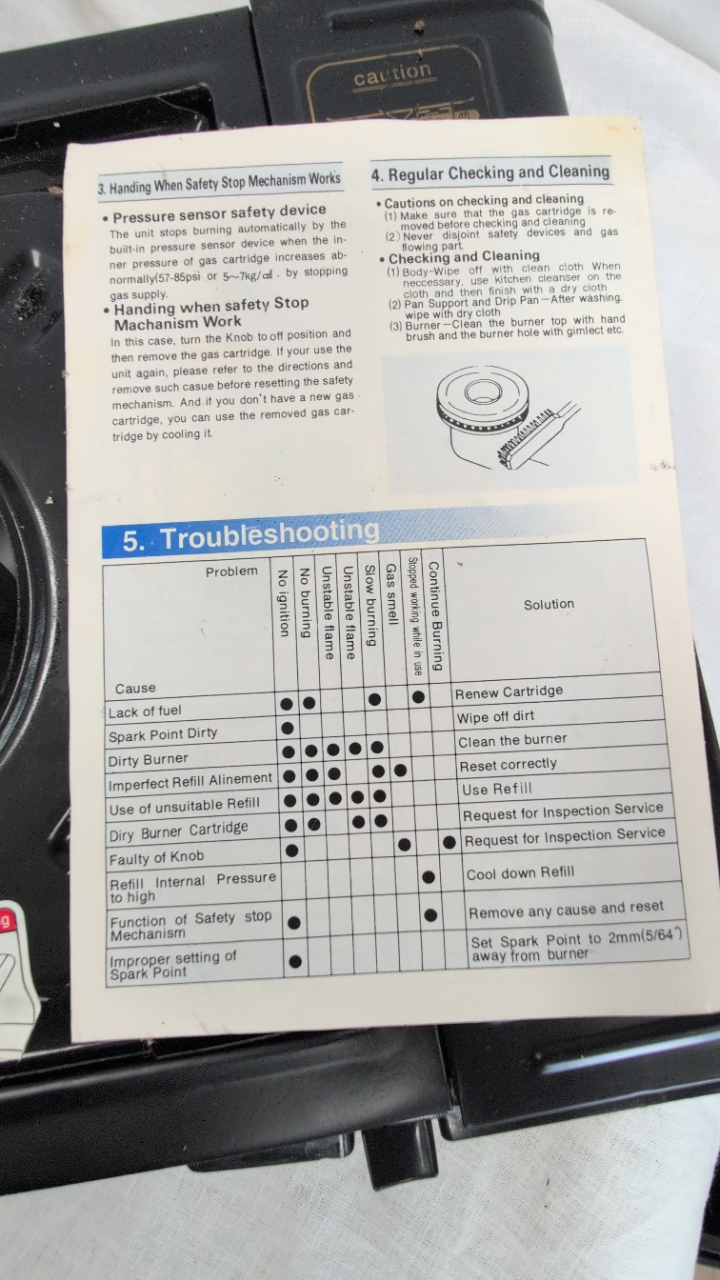 caution
3. Handing When Safety Stop Mechanism Works
• Pressure sensor safety device
The unit stops burning automatically by the
built-in pressure sensor device when the in-
ner pressure of gas cartridge increases ab-
normally(57-85psi or 5~7kg/㎠ . by stopping
gas supply.
• Handing when safety Stop
Machanism Work
In this case, turn the Knob to off position and
then remove the gas cartridge. If your use the
unit again, please refer to the directions and
remove such casue before resetting the safety
mechanism. And if you don't have a new gas
cartridge, you can use the removed gas car-
tridge by cooling it.
4. Regular Checking and Cleaning
• Cautions on checking and cleaning
(1) Make sure that the gas cartridge is re-
moved before checking and cleaning
(2) Never disjoint safety devices and gas
flowing part.
• Checking and Cleaning
(1) Body-Wipe off with clean cloth When
neccessary, use kitchen cleanser on the
cloth and then finish with a dry cloth
(2) Pan Support and Drip Pan—After washing.
wipe with dry cloth
(3) Burner—Clean the burner top with hand
brush and the burner hole with gimlect etc.
5. Troubleshooting
Problem
No ignition
No burning
Unstable flame
Unstable flame
Slow burning
Gas smell
Stopped working while in use
Continue Burning
Solution
Cause
Lack of fuel ● ● ● ● Renew Cartridge
Spark Point Dirty ● Wipe off dirt
Dirty Burner ● ● ● ● ● Clean the burner
Imperfect Refill Alinement ● ● ● ● ● Reset correctly
Use of unsuitable Refill ● ● ● ● ● Use Refill
Diry Burner Cartridge ● ● ● ● Request for Inspection Service
Faulty of Knob ● ● ● Request for Inspection Service
Refill Internal Pressure
to high ● Cool down Refill
Function of Safety stop
Mechanism ● ● Remove any cause and reset
Improper setting of
Spark Point ● Set Spark Point to 2mm(5/64")
away from burner